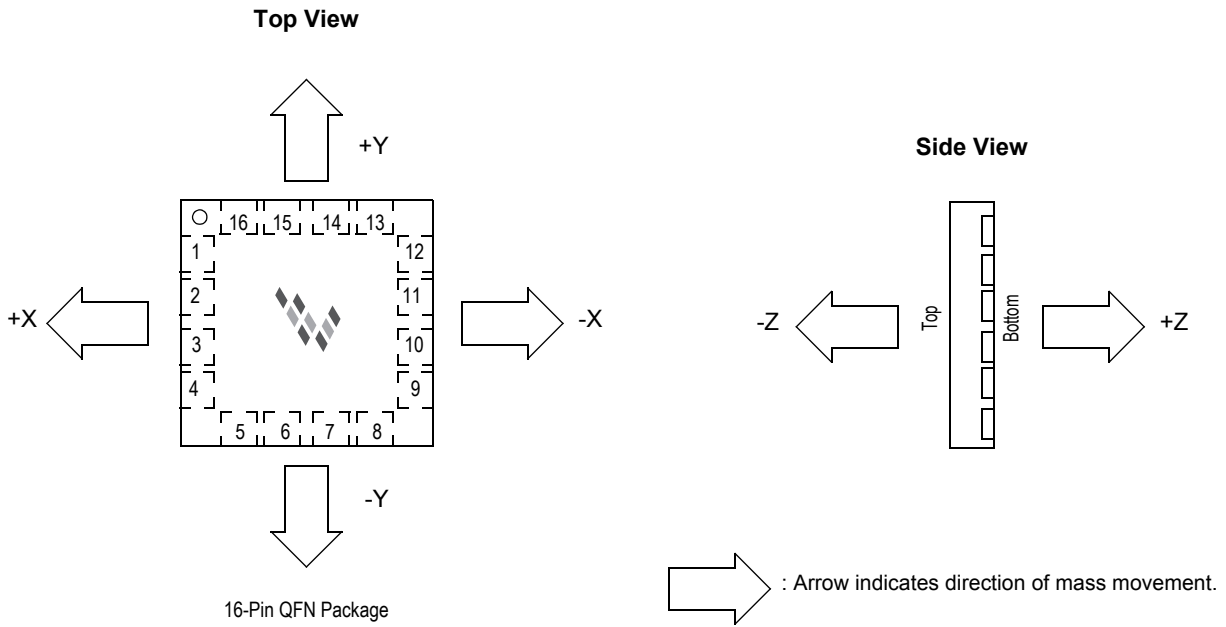 Top View
+Y
16 15 14 13
1
2
3
4
12
11
10
9
5 6 7 8
+X
-X
-Y
16-Pin QFN Package
Side View
-Z
Top
Bottom
+Z
: Arrow indicates direction of mass movement.